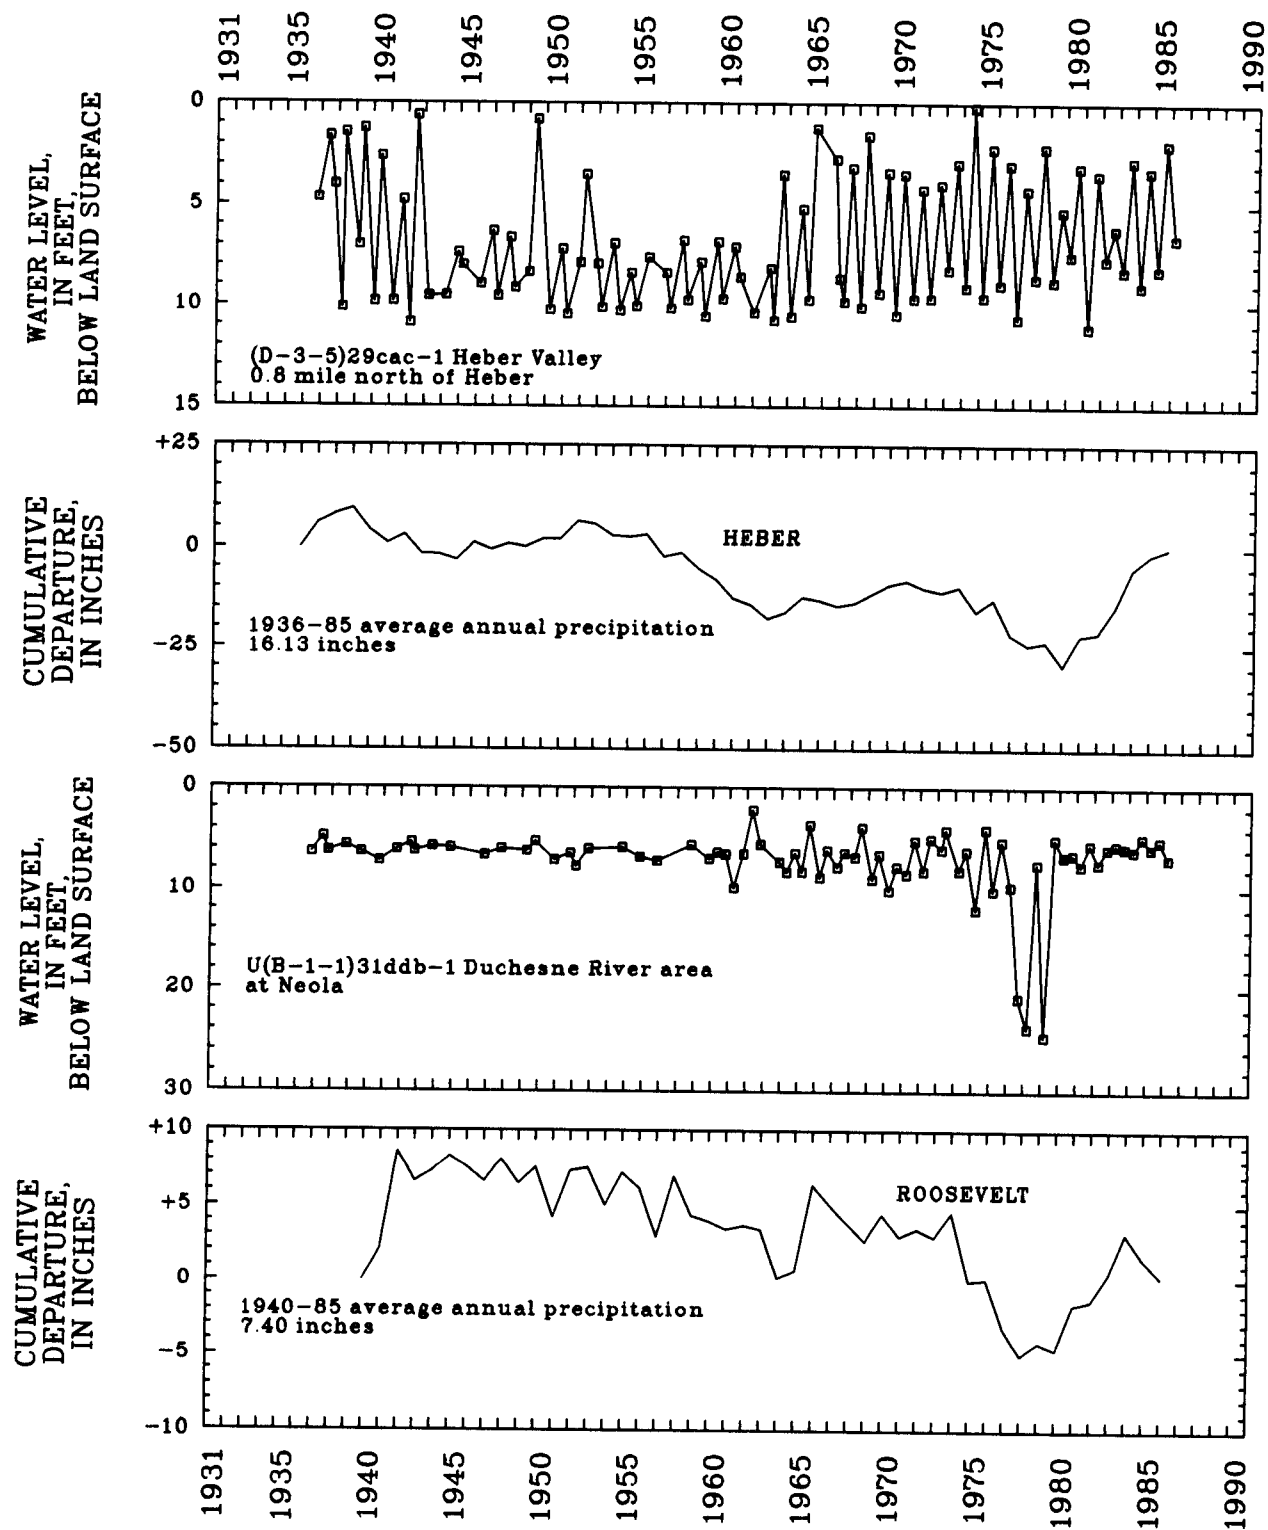 1931 1935 1940 1945 1950 1955 1960 1965 1970 1975 1980 1985 1990
WATER LEVEL,
IN FEET,
BELOW LAND SURFACE
0
5
10
15
(D-3-5)29cac-1 Heber Valley
0.8 mile north of Heber
CUMULATIVE
DEPARTURE,
IN INCHES
+25
0
-25
-50
HEBER
1936-85 average annual precipitation
16.13 inches
WATER LEVEL,
IN FEET,
BELOW LAND SURFACE
0
10
20
30
U(B-1-1)31ddb-1 Duchesne River area
at Neola
CUMULATIVE
DEPARTURE,
IN INCHES
+10
+5
0
-5
-10
ROOSEVELT
1940-85 average annual precipitation
7.40 inches
1931 1935 1940 1945 1950 1955 1960 1965 1970 1975 1980 1985 1990